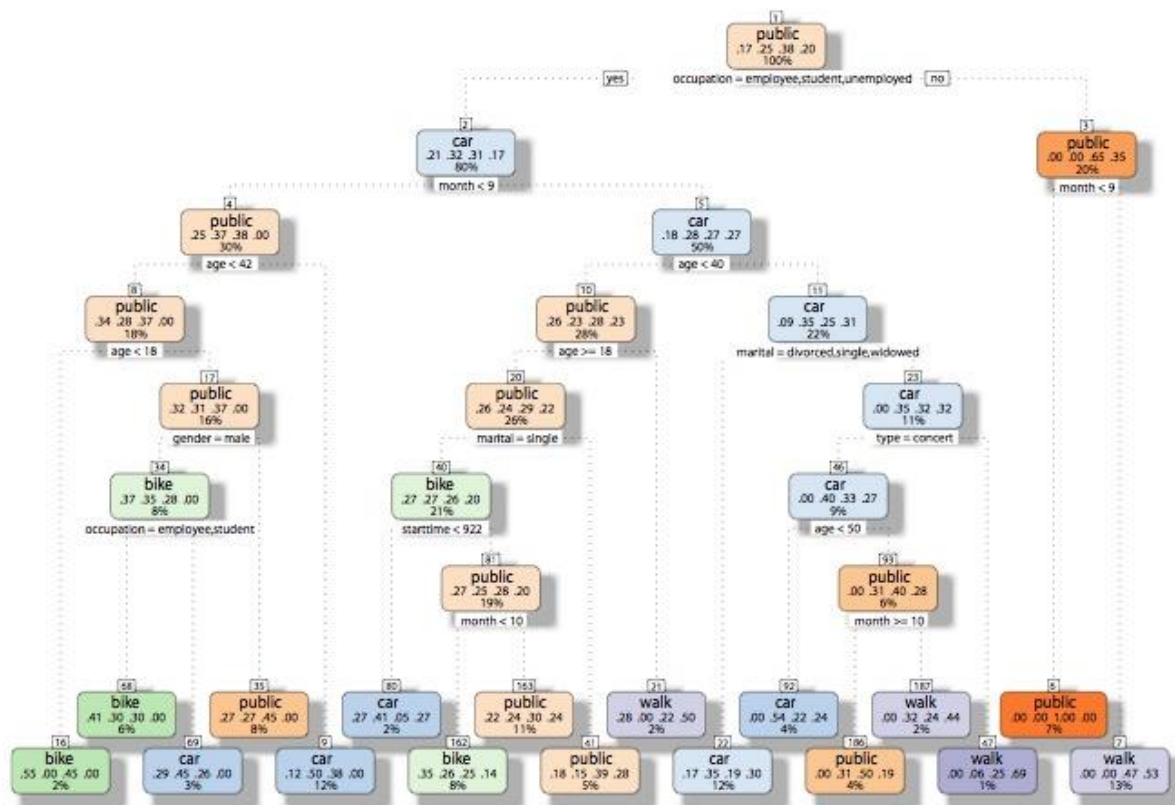 1
public
.17 .25 .38 .20
100%
yes occupation = employee,student,unemployed no
2
car
.21 .32 .31 .17
80%
month < 9
3
public
.00 .00 .65 .35
20%
month < 9
4
public
.25 .37 .38 .00
30%
age < 42
5
car
.18 .28 .27 .27
50%
age < 40
8
public
.34 .28 .37 .00
18%
age < 18
10
public
.26 .23 .28 .23
28%
age >= 18
11
car
.09 .35 .25 .31
22%
marital = divorced,single,widowed
17
public
.32 .31 .37 .00
16%
gender = male
20
public
.26 .24 .29 .22
26%
marital = single
23
car
.00 .35 .32 .32
11%
type = concert
34
bike
.37 .35 .28 .00
8%
occupation = employee,student
40
bike
.27 .27 .26 .20
21%
starttime < 922
46
car
.00 .40 .33 .27
9%
age < 50
81
public
.27 .25 .28 .20
19%
month < 10
93
public
.00 .31 .40 .28
6%
month >= 10
68
bike
.41 .30 .30 .00
6%
35
public
.27 .27 .45 .00
8%
80
car
.27 .41 .05 .27
2%
163
public
.22 .24 .30 .24
11%
21
walk
.28 .00 .22 .50
2%
92
car
.00 .54 .22 .24
4%
187
walk
.00 .32 .24 .44
2%
6
public
.00 .00 1.00 .00
7%
16
bike
.55 .00 .45 .00
2%
69
car
.29 .45 .26 .00
3%
9
car
.12 .50 .38 .00
12%
162
bike
.35 .26 .25 .14
8%
41
public
.18 .15 .39 .28
5%
22
car
.17 .35 .19 .30
12%
186
public
.00 .31 .50 .19
4%
47
walk
.00 .06 .25 .69
1%
7
walk
.00 .00 .47 .53
13%